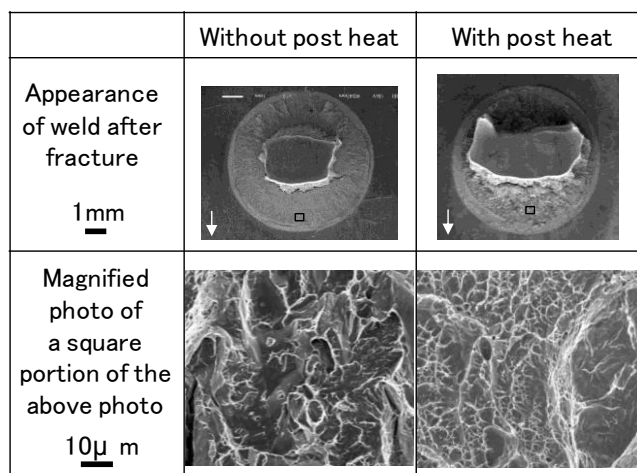 Without post heat
With post heat
Appearance
of weld after
fracture
1mm
Magnified
photo of
a square
portion of the
above photo
10μ m